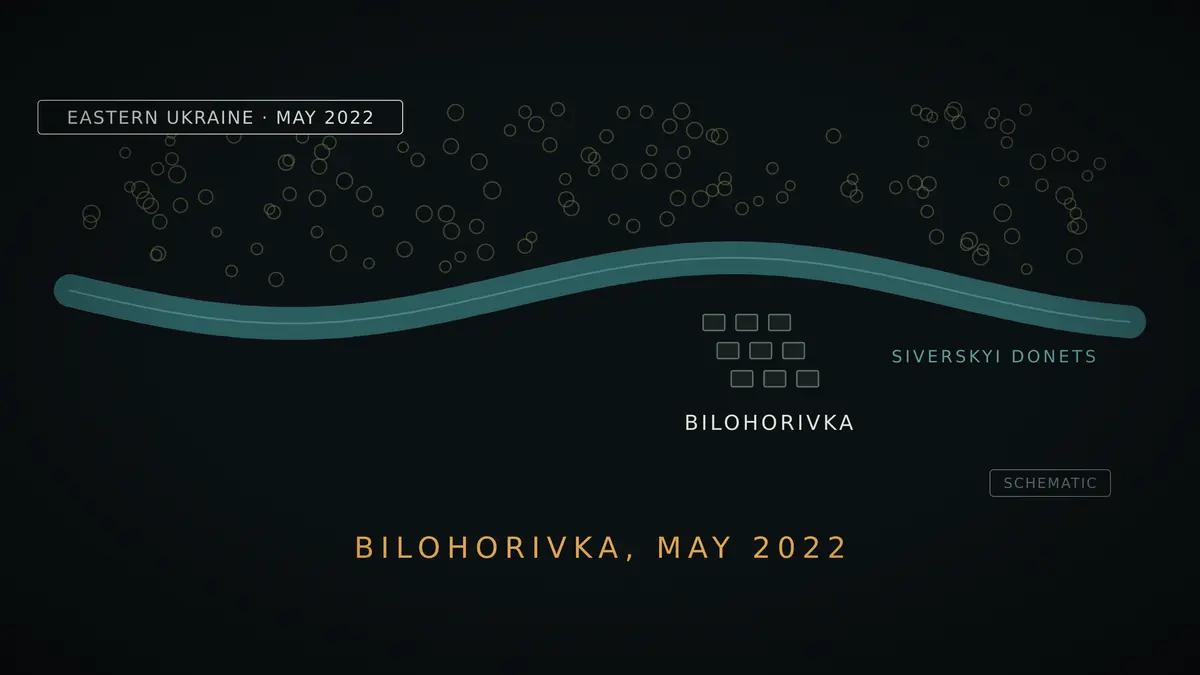 EASTERN UKRAINE · MAY 2022
SIVERSKYI DONETS
BILOHORIVKA
SCHEMATIC
BILOHORIVKA, MAY 2022